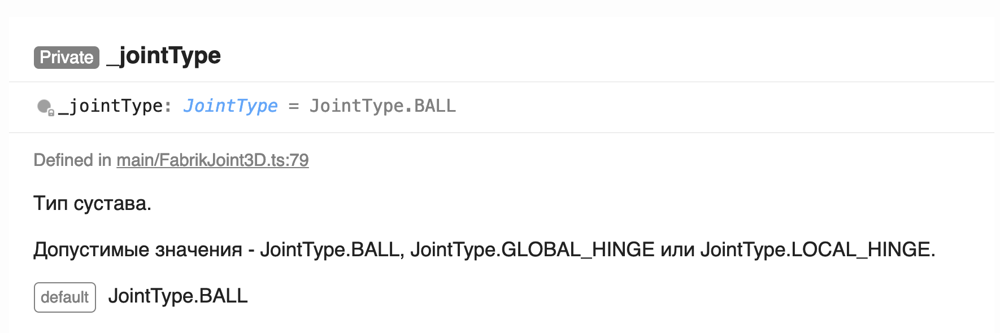 Private _jointType
_jointType: JointType = JointType.BALL
Defined in main/FabrikJoint3D.ts:79
Тип сустава.
Допустимые значения - JointType.BALL, JointType.GLOBAL_HINGE или JointType.LOCAL_HINGE.
default JointType.BALL